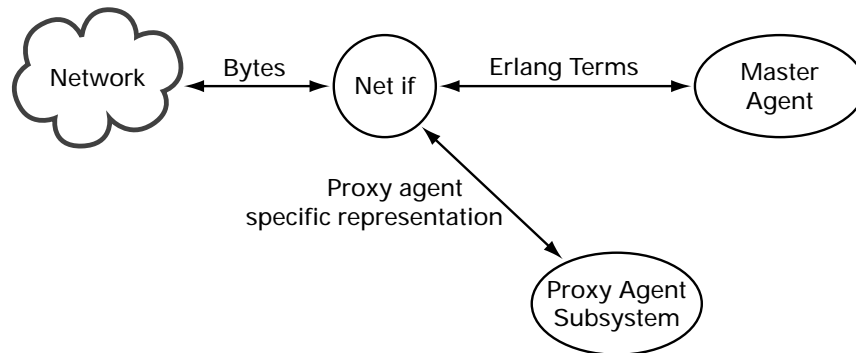 Network
Bytes
Net if
Erlang Terms
Master
Agent
Proxy agent
specific representation
Proxy Agent
Subsystem